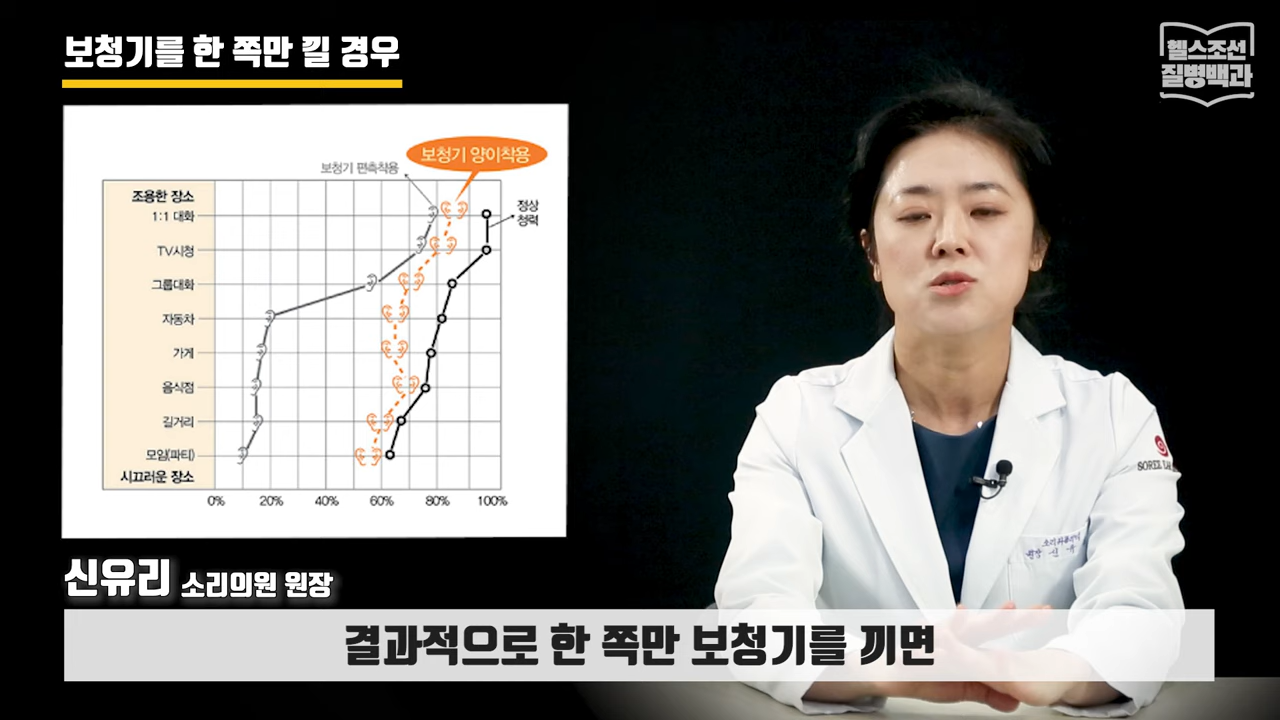 보청기를 한 쪽만 낄 경우
헬스조선
질병백과
보청기 양이착용
보청기 편측착용
정상
청력
조용한 장소
1:1 대화
TV시청
그룹대화
자동차
가게
음식점
길거리
모임(파티)
시끄러운 장소
0% 20% 40% 60% 80% 100%
신유리 소리의원 원장
결과적으로 한 쪽만 보청기를 끼면